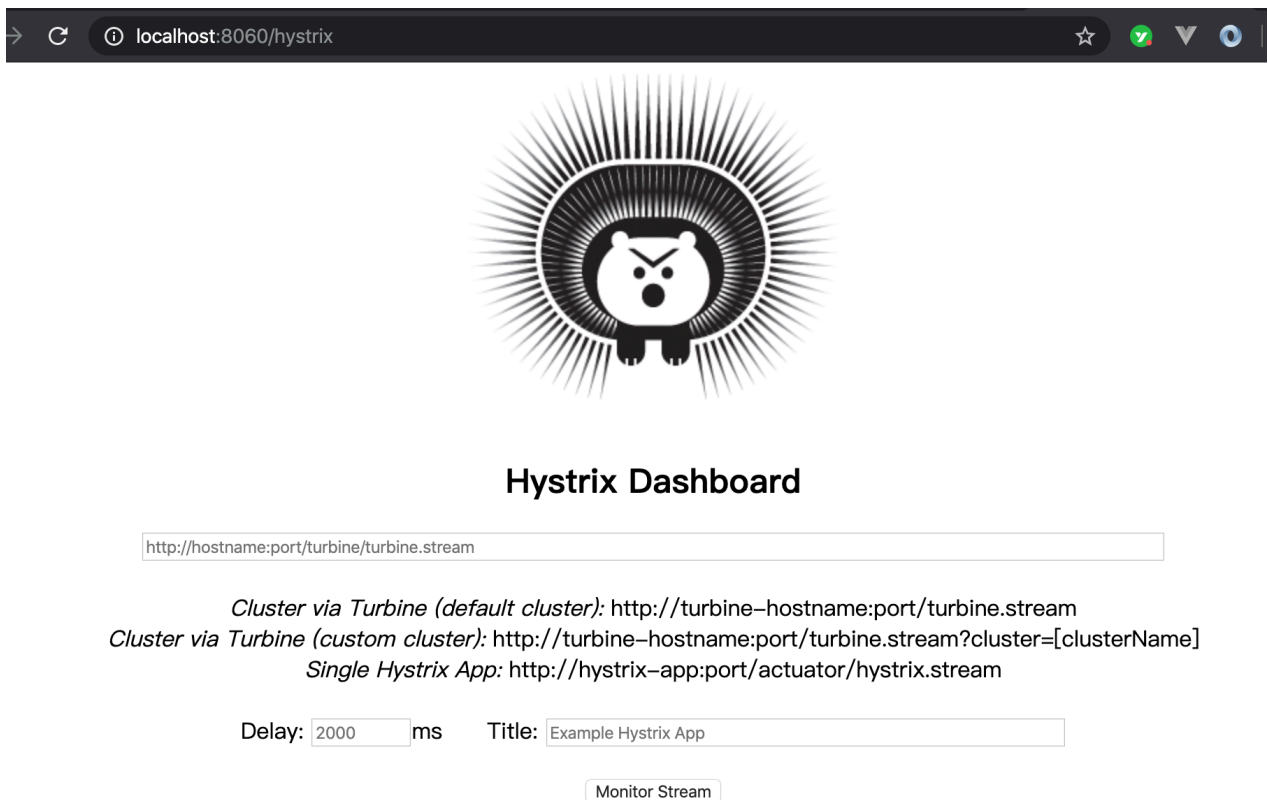 localhost:8060/hystrix
Hystrix Dashboard
http://hostname:port/turbine/turbine.stream
Cluster via Turbine (default cluster): http://turbine-hostname:port/turbine.stream
Cluster via Turbine (custom cluster): http://turbine-hostname:port/turbine.stream?cluster=[clusterName]
Single Hystrix App: http://hystrix-app:port/actuator/hystrix.stream
Delay: 2000 ms Title: Example Hystrix App
Monitor Stream